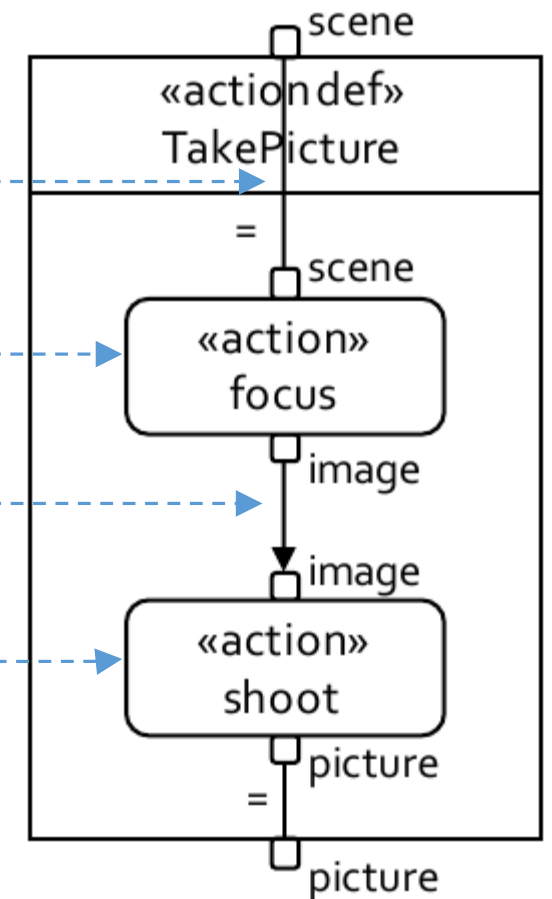 scene
«action def»
TakePicture
=
scene
«action»
focus
image
image
«action»
shoot
picture
=
picture